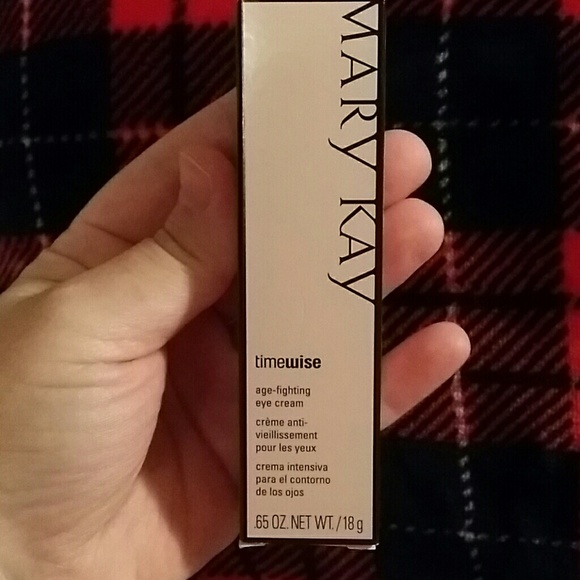 MARY KAY
timewise
age-fighting
eye cream
crème anti-
vieillissement
pour les yeux
crema intensiva
para el contorno
de los ojos
.65 OZ. NET WT. / 18 g